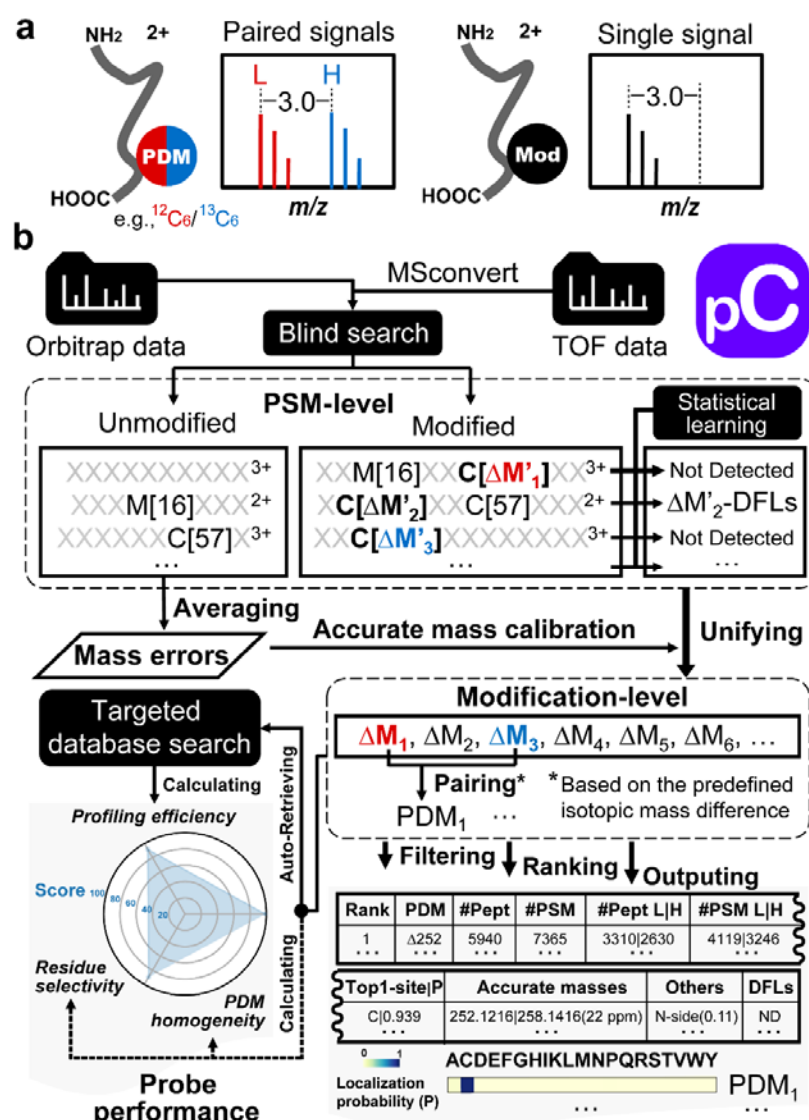 a
NH2 2+ Paired signals
L H
3.0
PDM
HOOC
m/z
e.g., ¹²C₆/¹³C₆
NH2 2+ Single signal
3.0
Mod
HOOC
m/z
b
MSconvert
Orbitrap data
Blind search
TOF data
pC
PSM-level
Unmodified
Modified
Statistical
learning
XXXXXXXXXX³⁺
XXXM[16]XXX²⁺
XXXXXXC[57]X³⁺
...
XXM[16]XXC[ΔM'₁]XX³⁺
XC[ΔM'₂]XXC[57]XXX²⁺
XXC[ΔM'₃]XXXXXXXX³⁺
...
Not Detected
ΔM'₂-DFLs
Not Detected
...
Averaging
Mass errors
Accurate mass calibration
Unifying
Modification-level
ΔM₁, ΔM₂, ΔM₃, ΔM₄, ΔM₅, ΔM₆, ...
Pairing*
PDM₁ ...
*Based on the predefined
isotopic mass difference
Targeted
database search
Calculating
Auto-Retrieving
Calculating
Profiling efficiency
Score 100 80 60 40 20
Residue
selectivity
PDM
homogeneity
Probe
performance
Filtering
Ranking
Outputing
Rank PDM #Pept #PSM #Pept L|H #PSM L|H
1 Δ252 5940 7365 3310|2630 4119|3246
... ... ... ... ... ...
Top1-site|P Accurate masses Others DFLs
C|0.939 252.1216|258.1416(22 ppm) N-side(0.11) ND
... ... ... ...
0 1
ACDEFGHIKLMNPQRSTVWY
Localization
probability (P)
PDM₁
... ...